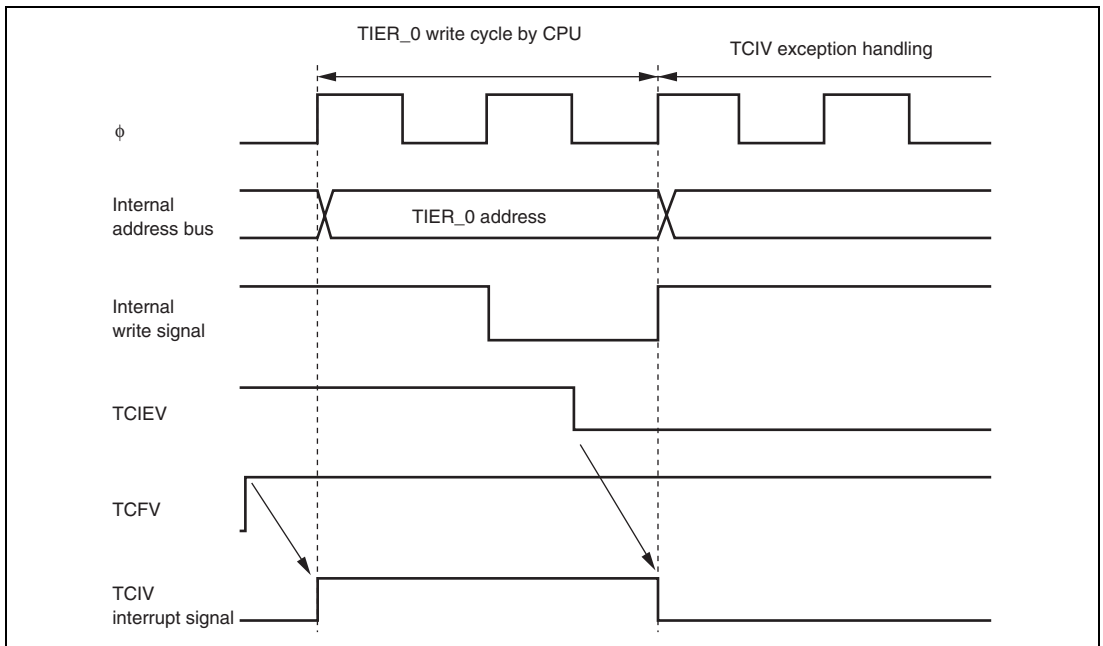 TIER_0 write cycle by CPU
TCIV exception handling
φ
Internal
address bus
TIER_0 address
Internal
write signal
TCIEV
TCFV
TCIV
interrupt signal